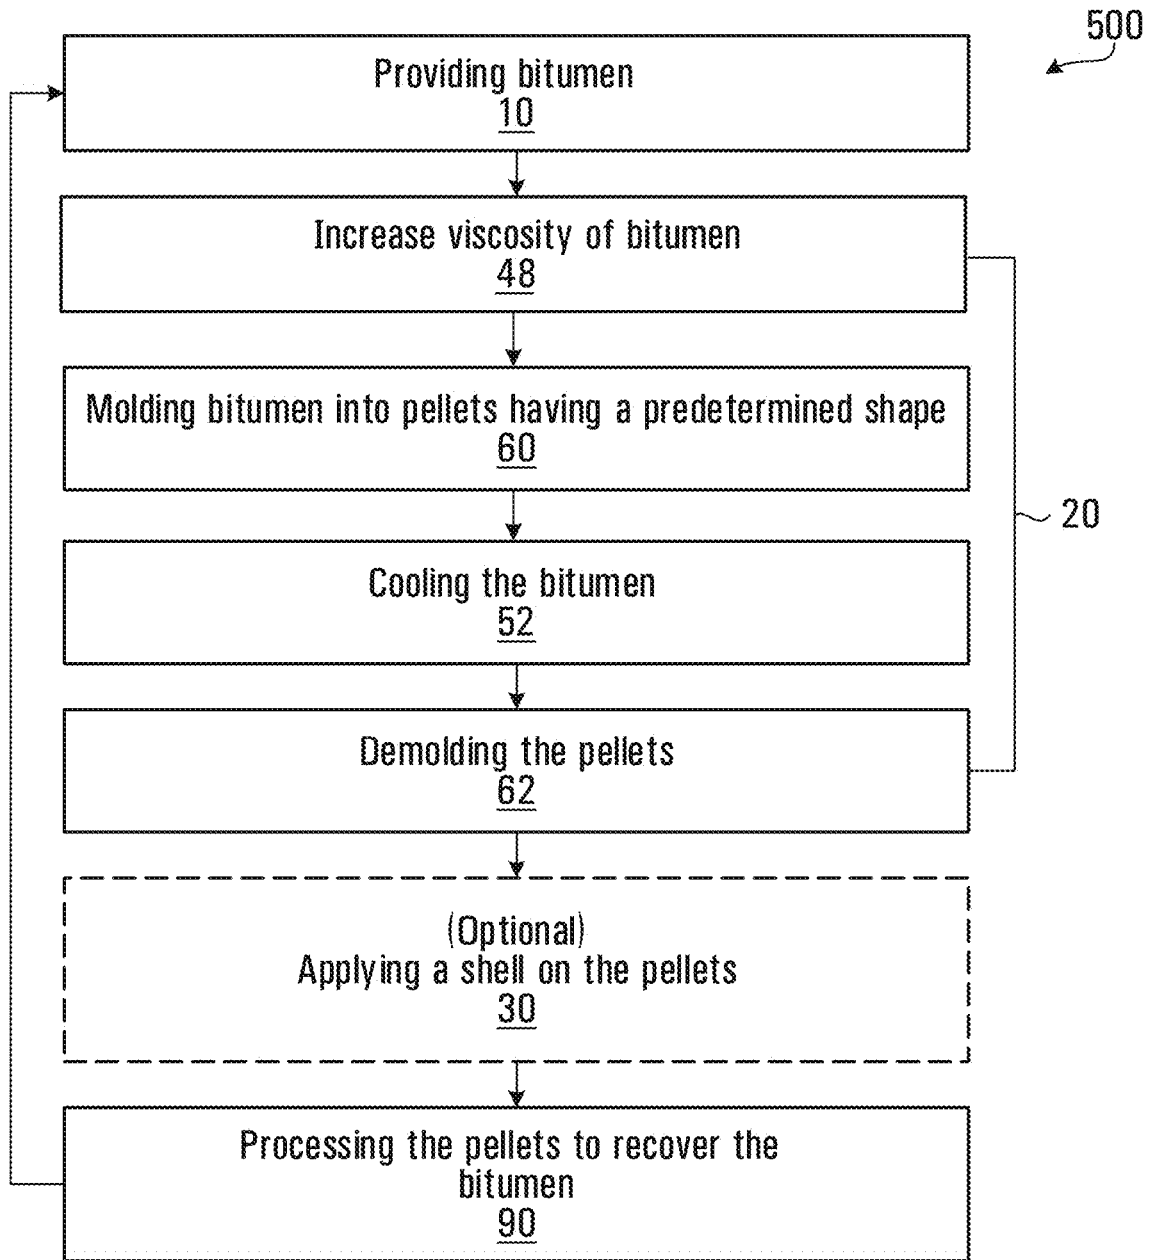 500
Providing bitumen
10
Increase viscosity of bitumen
48
Molding bitumen into pellets having a predetermined shape
60
20
Cooling the bitumen
52
Demolding the pellets
62
(Optional)
Applying a shell on the pellets
30
Processing the pellets to recover the
bitumen
90